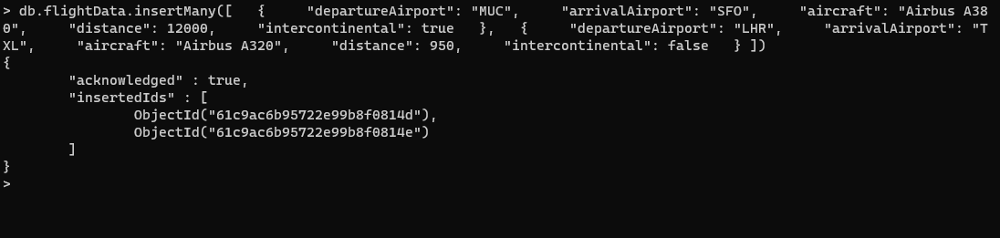 > db.flightData.insertMany([   {     "departureAirport": "MUC",     "arrivalAirport": "SFO",     "aircraft": "Airbus A38
0",     "distance": 12000,     "intercontinental": true   },   {     "departureAirport": "LHR",     "arrivalAirport": "T
XL",     "aircraft": "Airbus A320",     "distance": 950,     "intercontinental": false   } ])
{
        "acknowledged" : true,
        "insertedIds" : [
                ObjectId("61c9ac6b95722e99b8f0814d"),
                ObjectId("61c9ac6b95722e99b8f0814e")
        ]
}
>